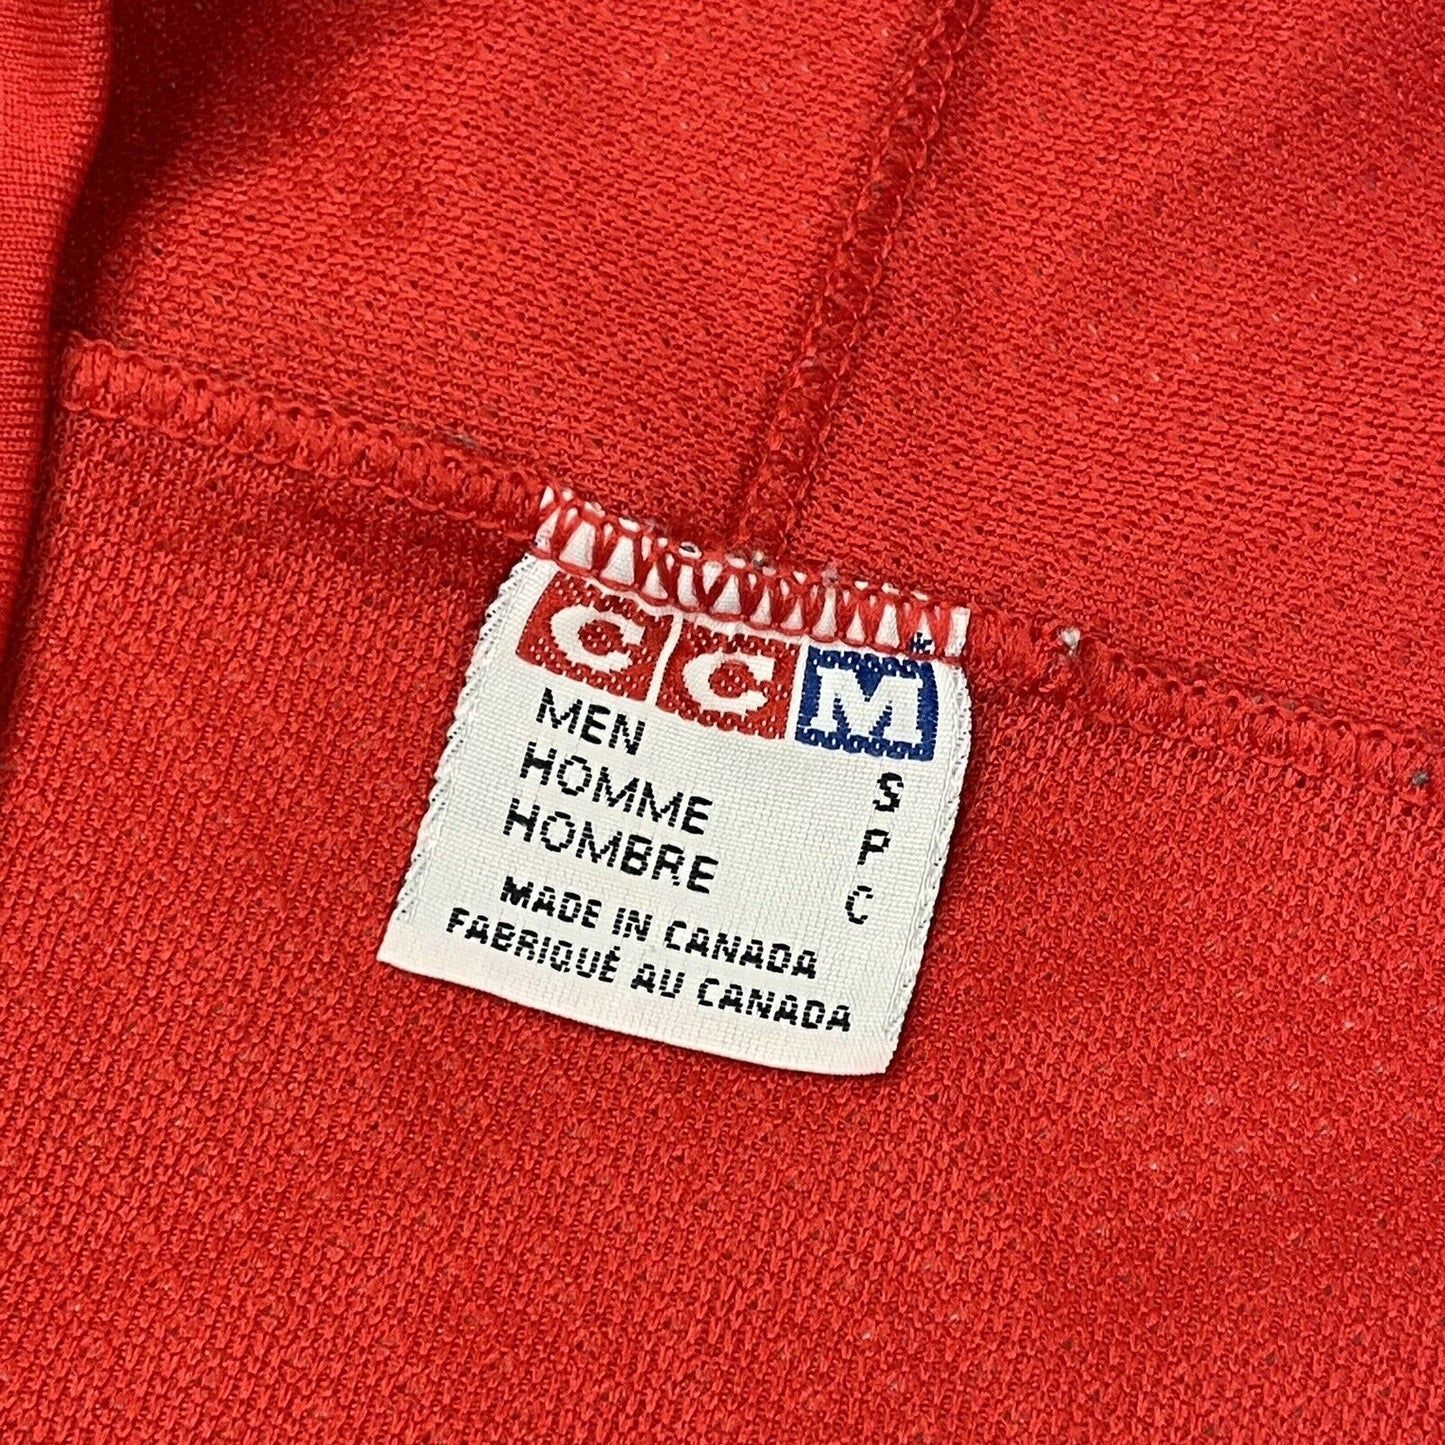 CCM
MEN S
HOMME P
HOMBRE C
MADE IN CANADA
FABRIQUÉ AU CANADA